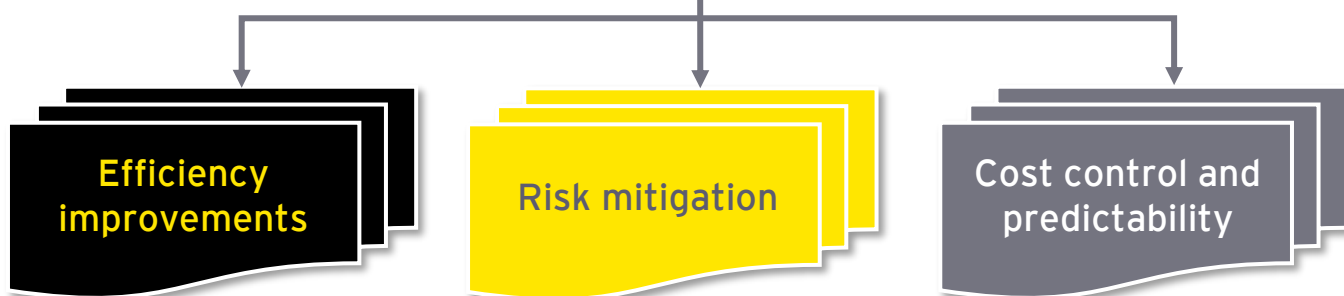 Efficiency
improvements
Risk mitigation
Cost control and
predictability